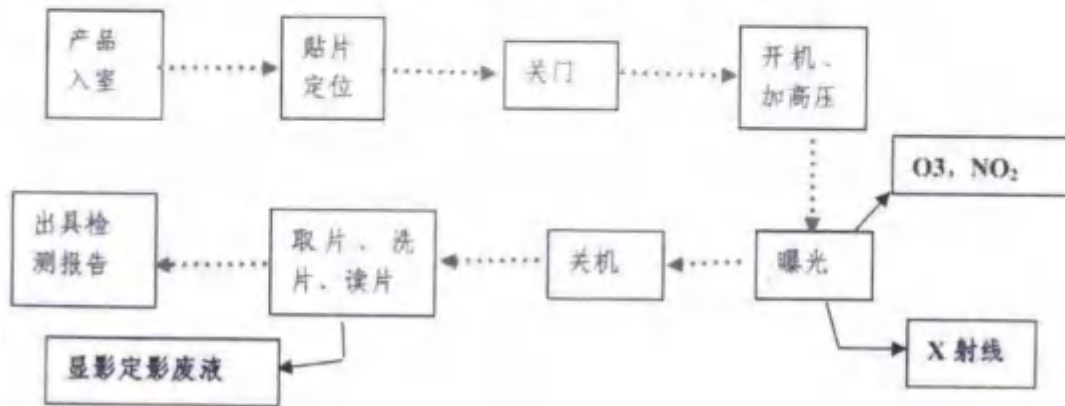 产品
入室
贴片
定位
关门
开机、
加高压
O3，NO₂
出具检
测报告
取片、洗
片、读片
关机
曝光
显影定影废液
X 射线